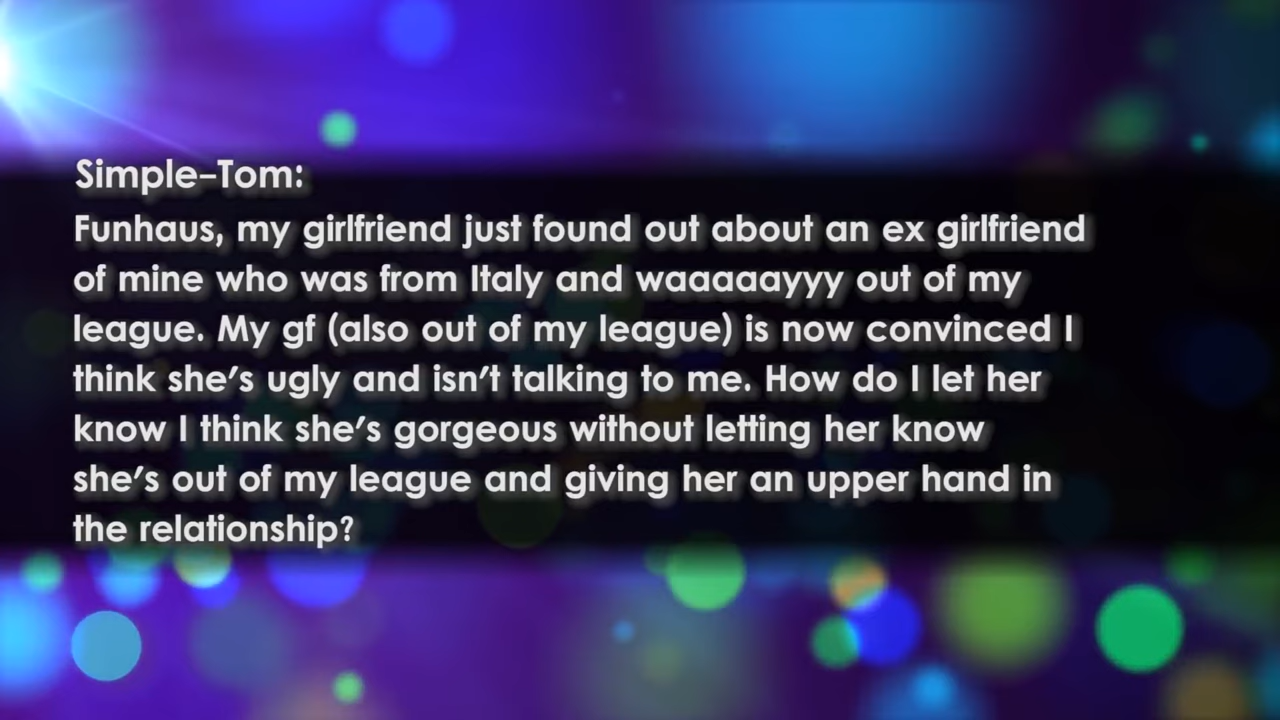 Simple-Tom:
Funhaus, my girlfriend just found out about an ex girlfriend
of mine who was from Italy and waaaaayyy out of my
league. My gf (also out of my league) is now convinced I
think she's ugly and isn't talking to me. How do I let her
know I think she's gorgeous without letting her know
she's out of my league and giving her an upper hand in
the relationship?